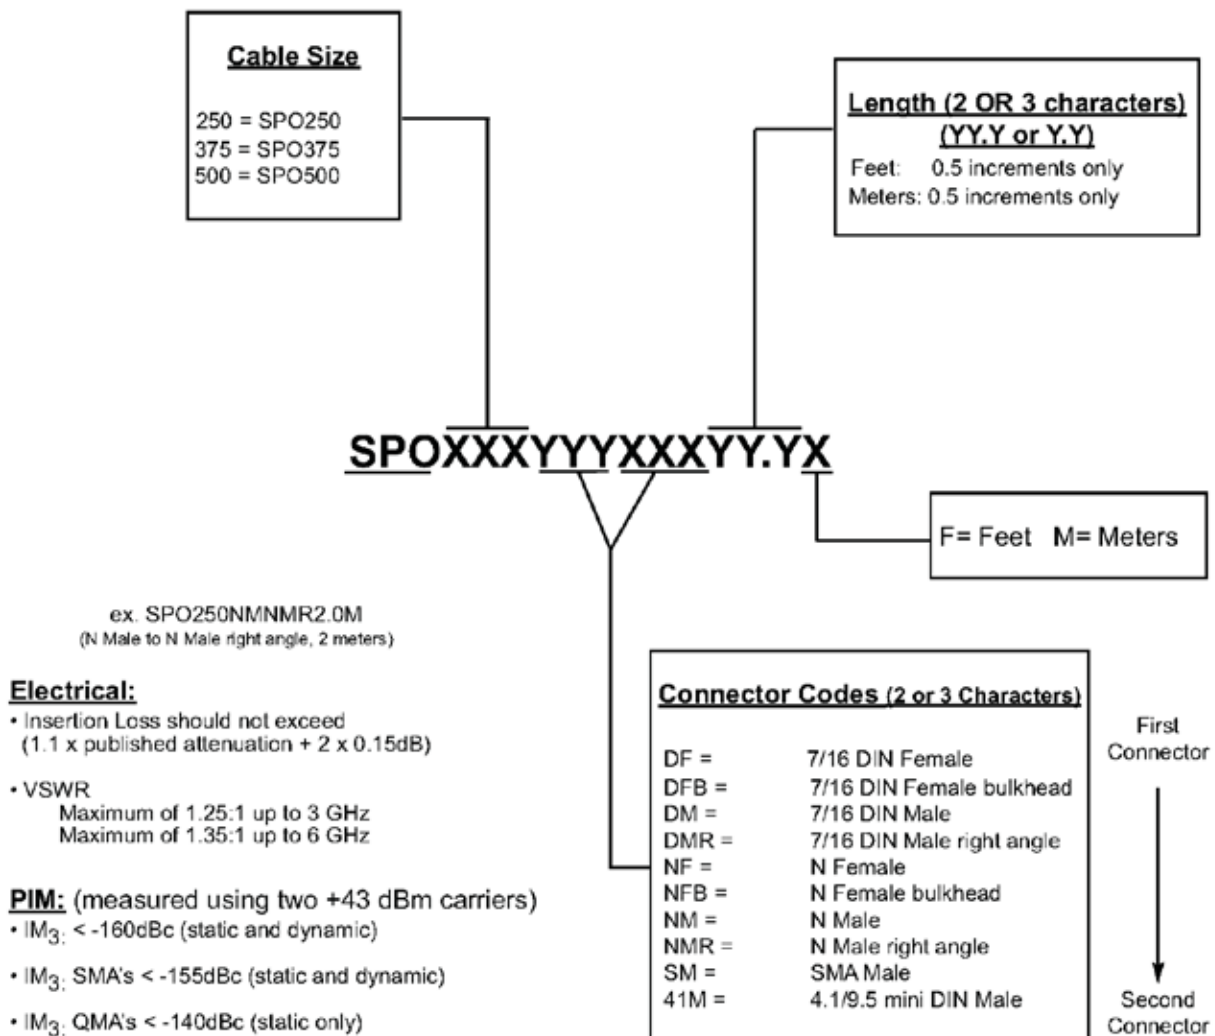 Cable Size
250 = SPO250
375 = SPO375
500 = SPO500
Length (2 OR 3 characters)
(YY.Y or Y.Y)
Feet: 0.5 increments only
Meters: 0.5 increments only
SPOXXXYYYXXXYY.YX
F= Feet M= Meters
ex. SPO250NMNMR2.0M
(N Male to N Male right angle, 2 meters)
Electrical:
• Insertion Loss should not exceed
(1.1 x published attenuation + 2 x 0.15dB)
• VSWR
Maximum of 1.25:1 up to 3 GHz
Maximum of 1.35:1 up to 6 GHz
PIM: (measured using two +43 dBm carriers)
• IM3: < -160dBc (static and dynamic)
• IM3: SMA's < -155dBc (static and dynamic)
• IM3: QMA's < -140dBc (static only)
Connector Codes (2 or 3 Characters)
DF = 7/16 DIN Female
DFB = 7/16 DIN Female bulkhead
DM = 7/16 DIN Male
DMR = 7/16 DIN Male right angle
NF = N Female
NFB = N Female bulkhead
NM = N Male
NMR = N Male right angle
SM = SMA Male
41M = 4.1/9.5 mini DIN Male
First
Connector
Second
Connector